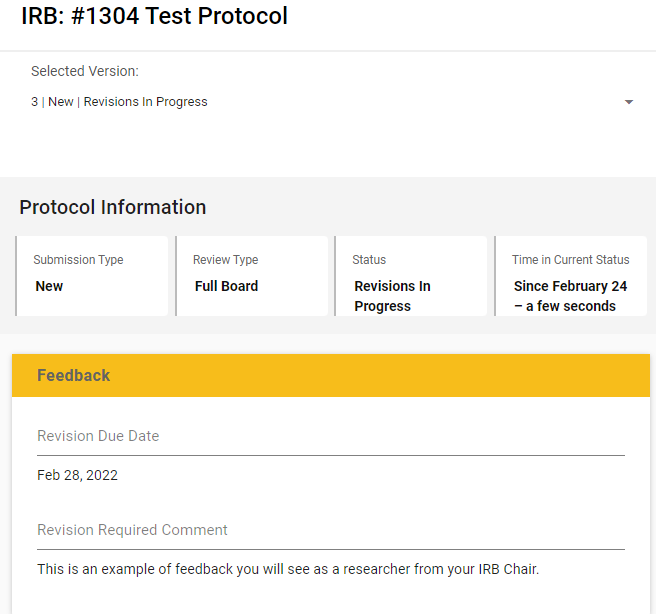 IRB: #1304 Test Protocol
Selected Version:
3 | New | Revisions In Progress
Protocol Information
Submission Type
New
Review Type
Full Board
Status
Revisions In
Progress
Time in Current Status
Since February 24
– a few seconds
Feedback
Revision Due Date
Feb 28, 2022
Revision Required Comment
This is an example of feedback you will see as a researcher from your IRB Chair.